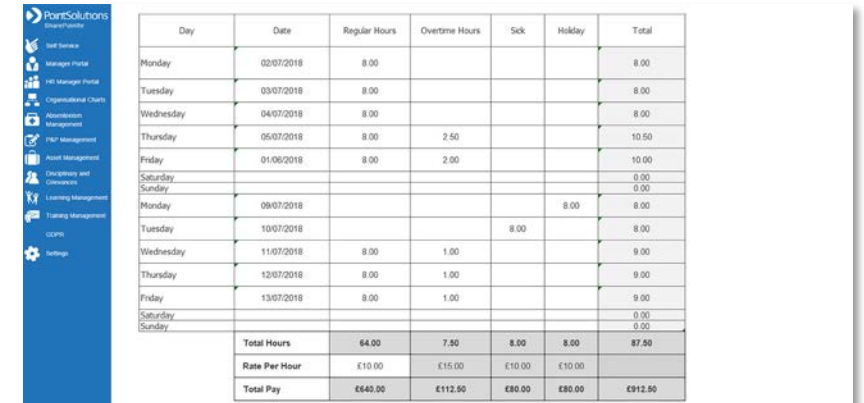 PointSolutions
SharePointHr
Self Service
Manager Portal
HR Manager Portal
Organisational Charts
Absenteeism
Management
P&P Management
Asset Management
Disciplinary and
Grievances
Learning Management
Training Management
GDPR
Settings
Day Date Regular Hours Overtime Hours Sick Holiday Total
Monday 02/07/2018 8.00 8.00
Tuesday 03/07/2018 8.00 8.00
Wednesday 04/07/2018 8.00 8.00
Thursday 05/07/2018 8.00 2.50 10.50
Friday 01/06/2018 8.00 2.00 10.00
Saturday 0.00
Sunday 0.00
Monday 09/07/2018 8.00 8.00
Tuesday 10/07/2018 8.00 8.00
Wednesday 11/07/2018 8.00 1.00 9.00
Thursday 12/07/2018 8.00 1.00 9.00
Friday 13/07/2018 8.00 1.00 9.00
Saturday 0.00
Sunday 0.00
Total Hours 64.00 7.50 8.00 8.00 87.50
Rate Per Hour £10.00 £15.00 £10.00 £10.00
Total Pay £640.00 £112.50 £80.00 £80.00 £912.50